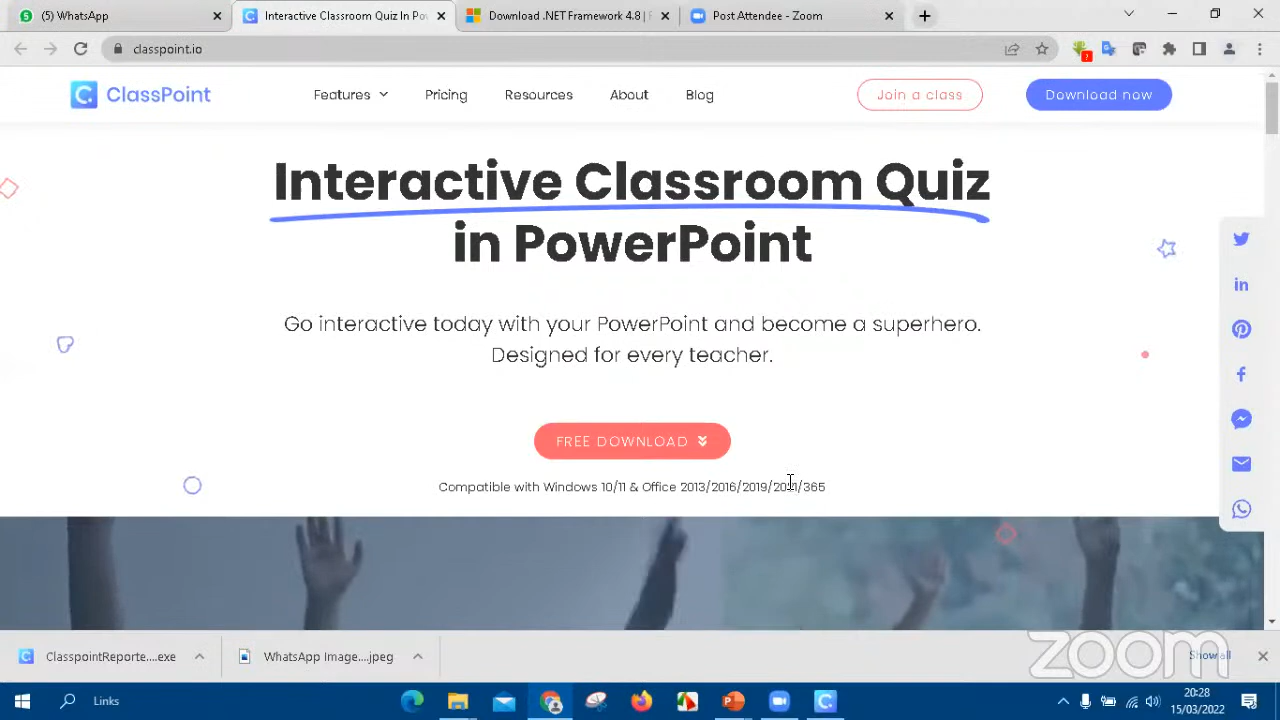 (5) WhatsApp
Interactive Classroom Quiz In Po
Download .NET Framework 4.8 |
Post Attendee - Zoom
classpoint.io
ClassPoint
Features
Pricing
Resources
About
Blog
Join a class
Download now
Interactive Classroom Quiz
in PowerPoint
Go interactive today with your PowerPoint and become a superhero.
Designed for every teacher.
FREE DOWNLOAD
Compatible with Windows 10/11 & Office 2013/2016/2019/2021/365
ClasspointReporte....exe
WhatsApp Image....jpeg
zoom
Show all
Links
20:28
15/03/2022